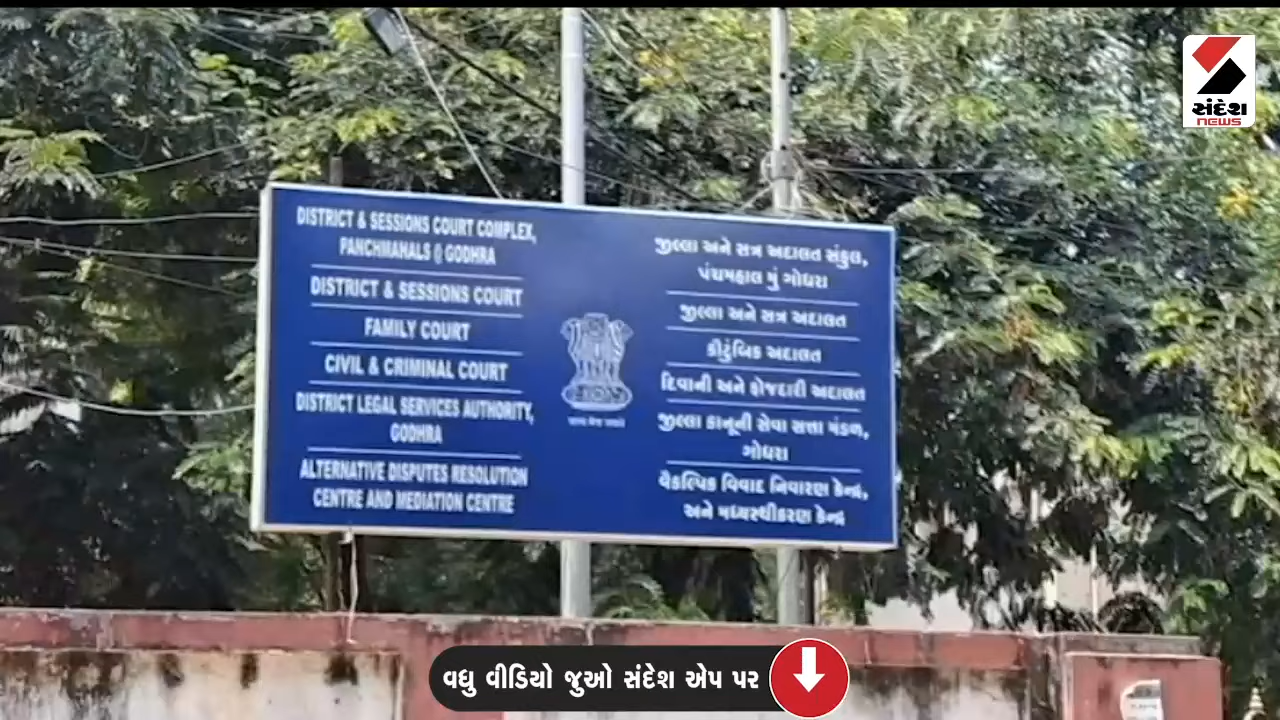 સંદેશ
NEWS
DISTRICT & SESSIONS COURT COMPLEX,
PANCHMAHALS @ GODHRA
DISTRICT & SESSIONS COURT
FAMILY COURT
CIVIL & CRIMINAL COURT
DISTRICT LEGAL SERVICES AUTHORITY,
GODHRA
ALTERNATIVE DISPUTES RESOLUTION
CENTRE AND MEDIATION CENTRE
જીલ્લા અને સત્ર અદાલત સંકુલ,
પંચમહાલ મું ગોધરા
જીલ્લા અને સત્ર અદાલત
કૌટુંબિક અદાલત
દિવાની અને ફોજદારી અદાલત
જીલ્લા કાનૂની સેવા સત્તા મંડળ,
ગોધરા
વૈકલ્પિક વિવાદ નિવારણ કેન્દ્ર,
અને મધ્યસ્થીકરણ કેન્દ્ર
વધુ વીડિયો જુઓ સંદેશ એપ પર